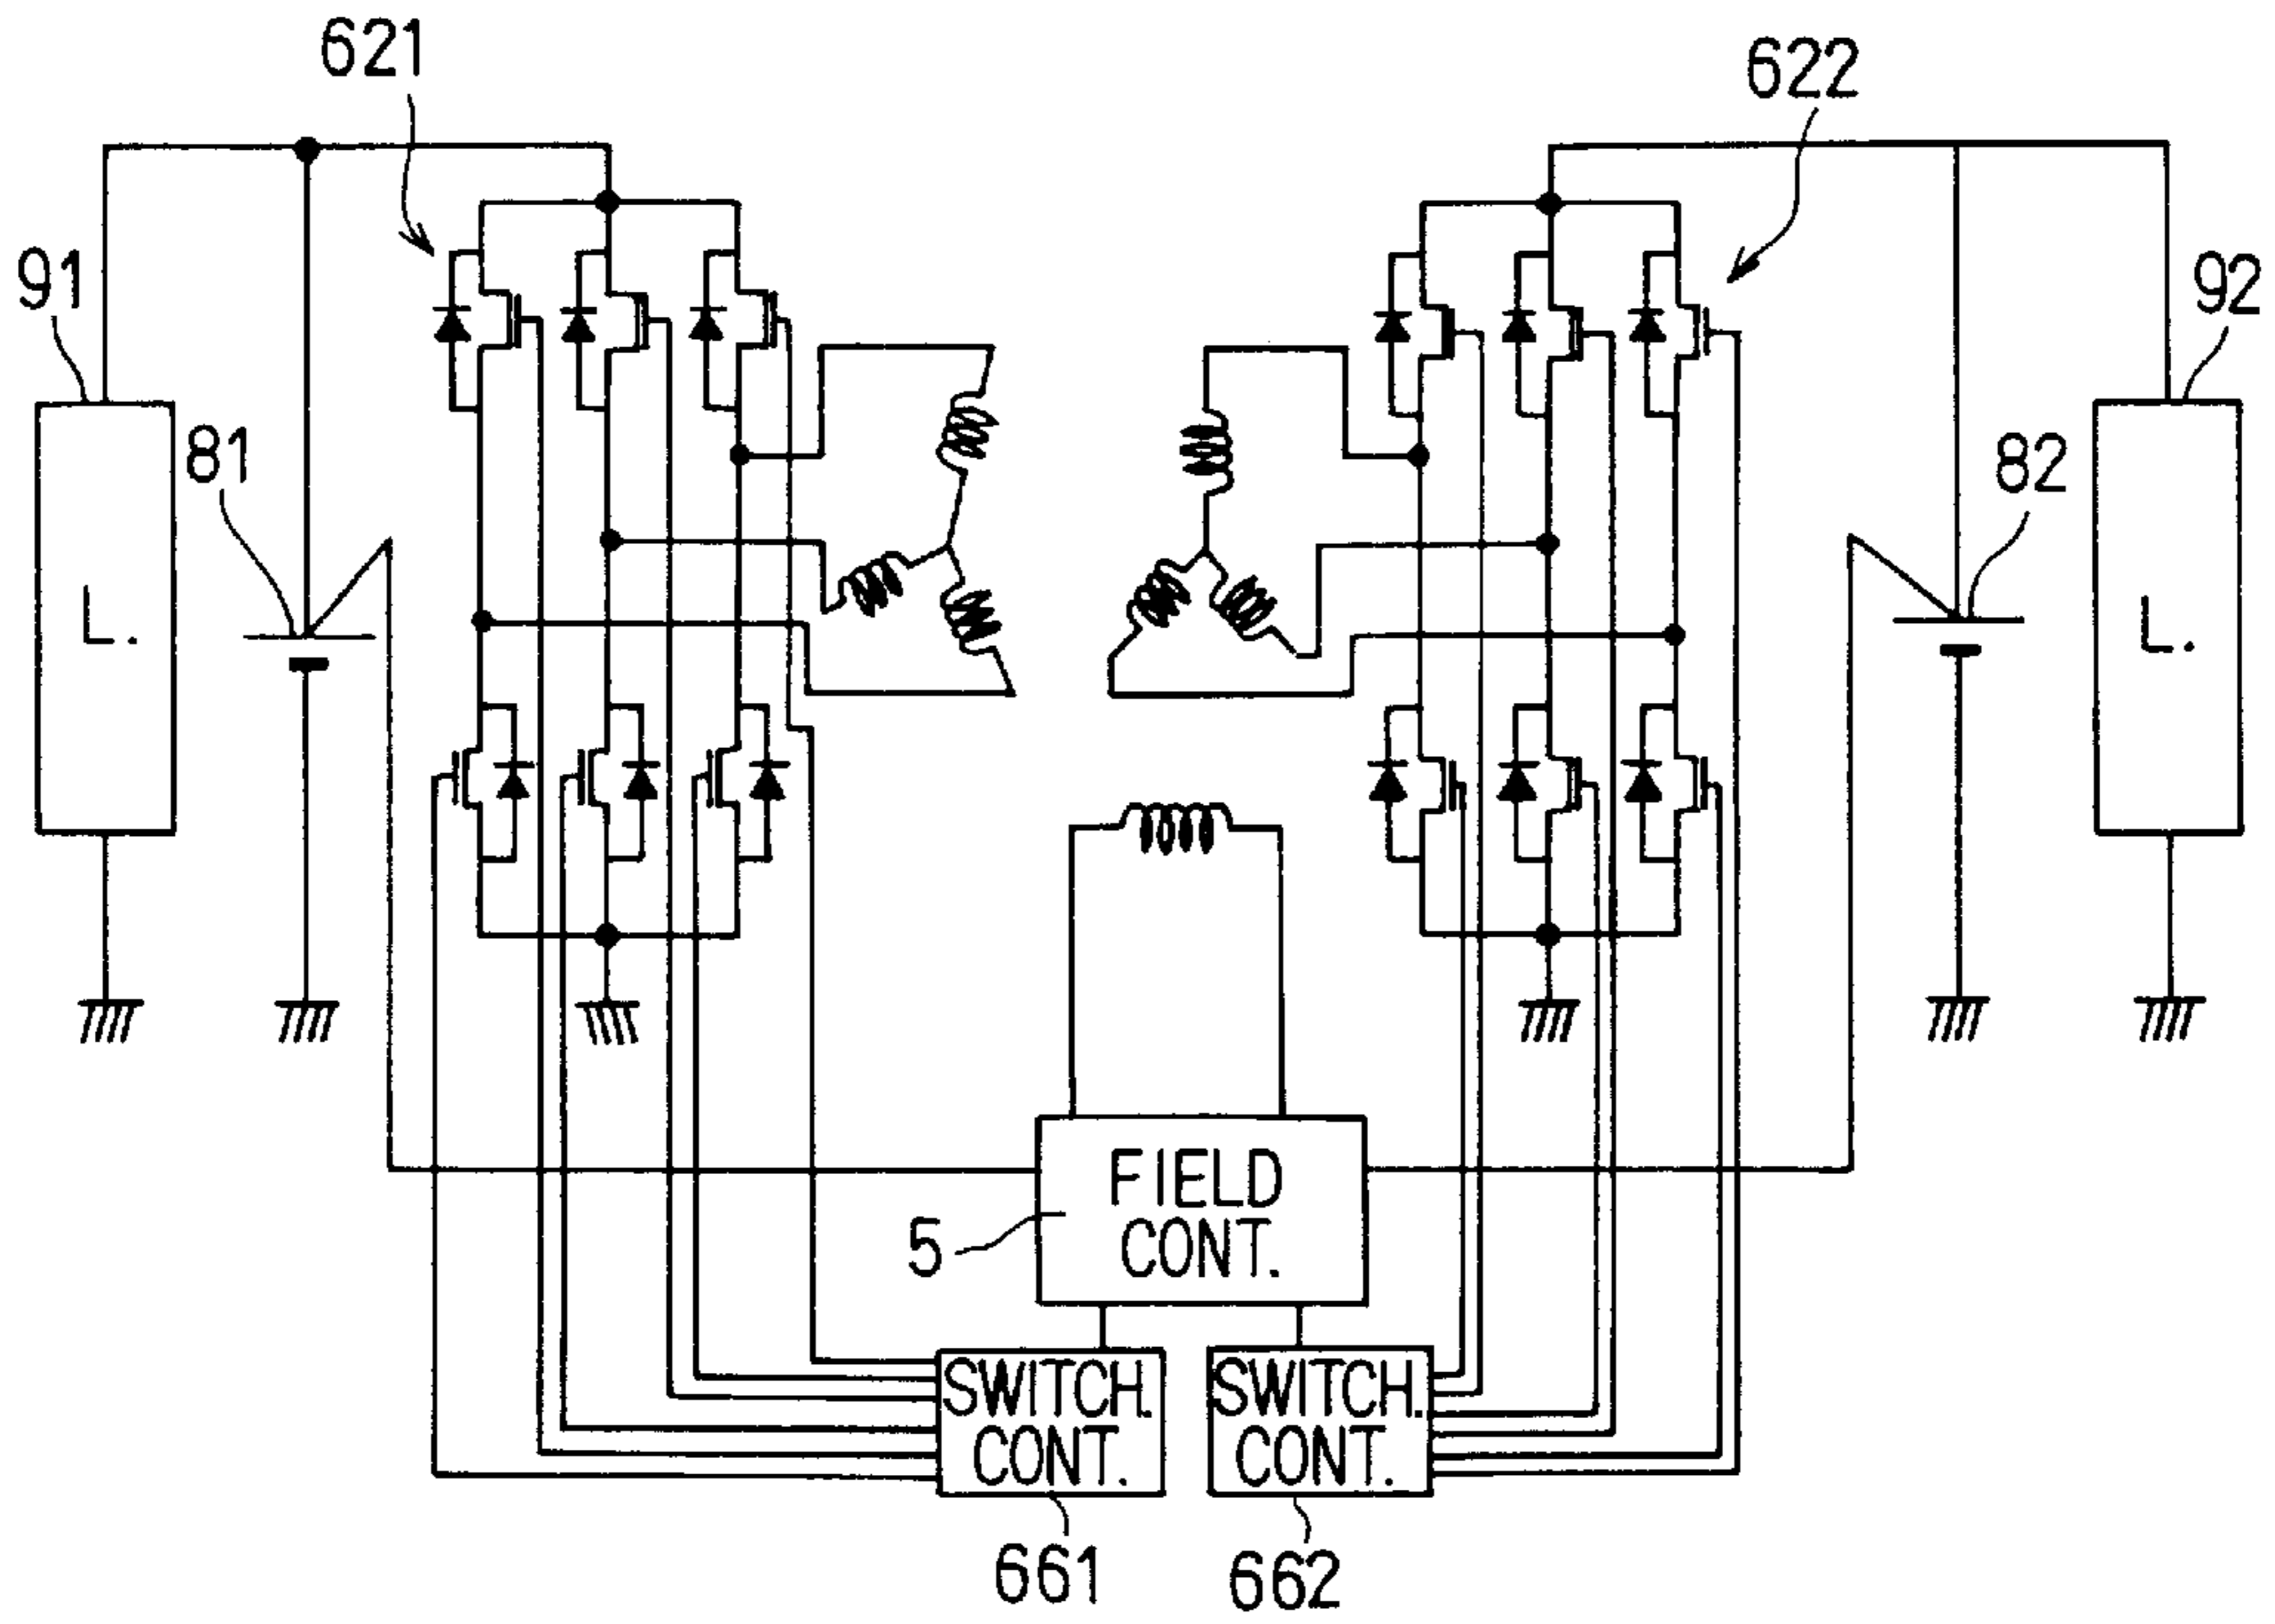 621
622
91
92
81
82
L.
L.
FIELD
CONT.
5
SWITCH.
CONT.
SWITCH.
CONT.
661
662